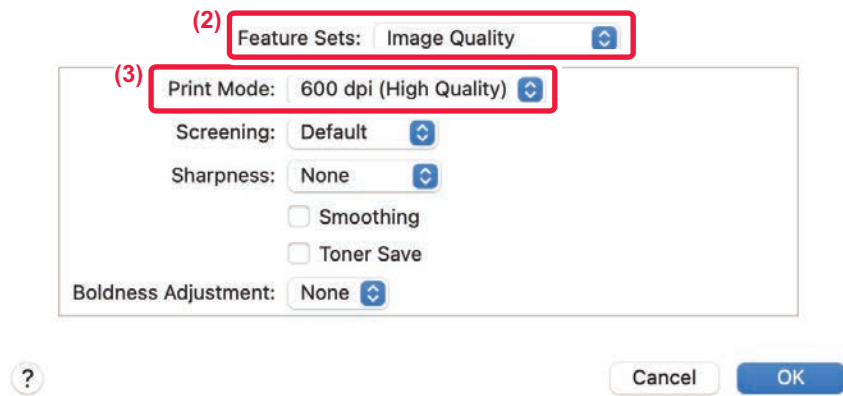 (2) Feature Sets: Image Quality
(3) Print Mode: 600 dpi (High Quality)
Screening: Default
Sharpness: None
Smoothing
Toner Save
Boldness Adjustment: None
? Cancel OK